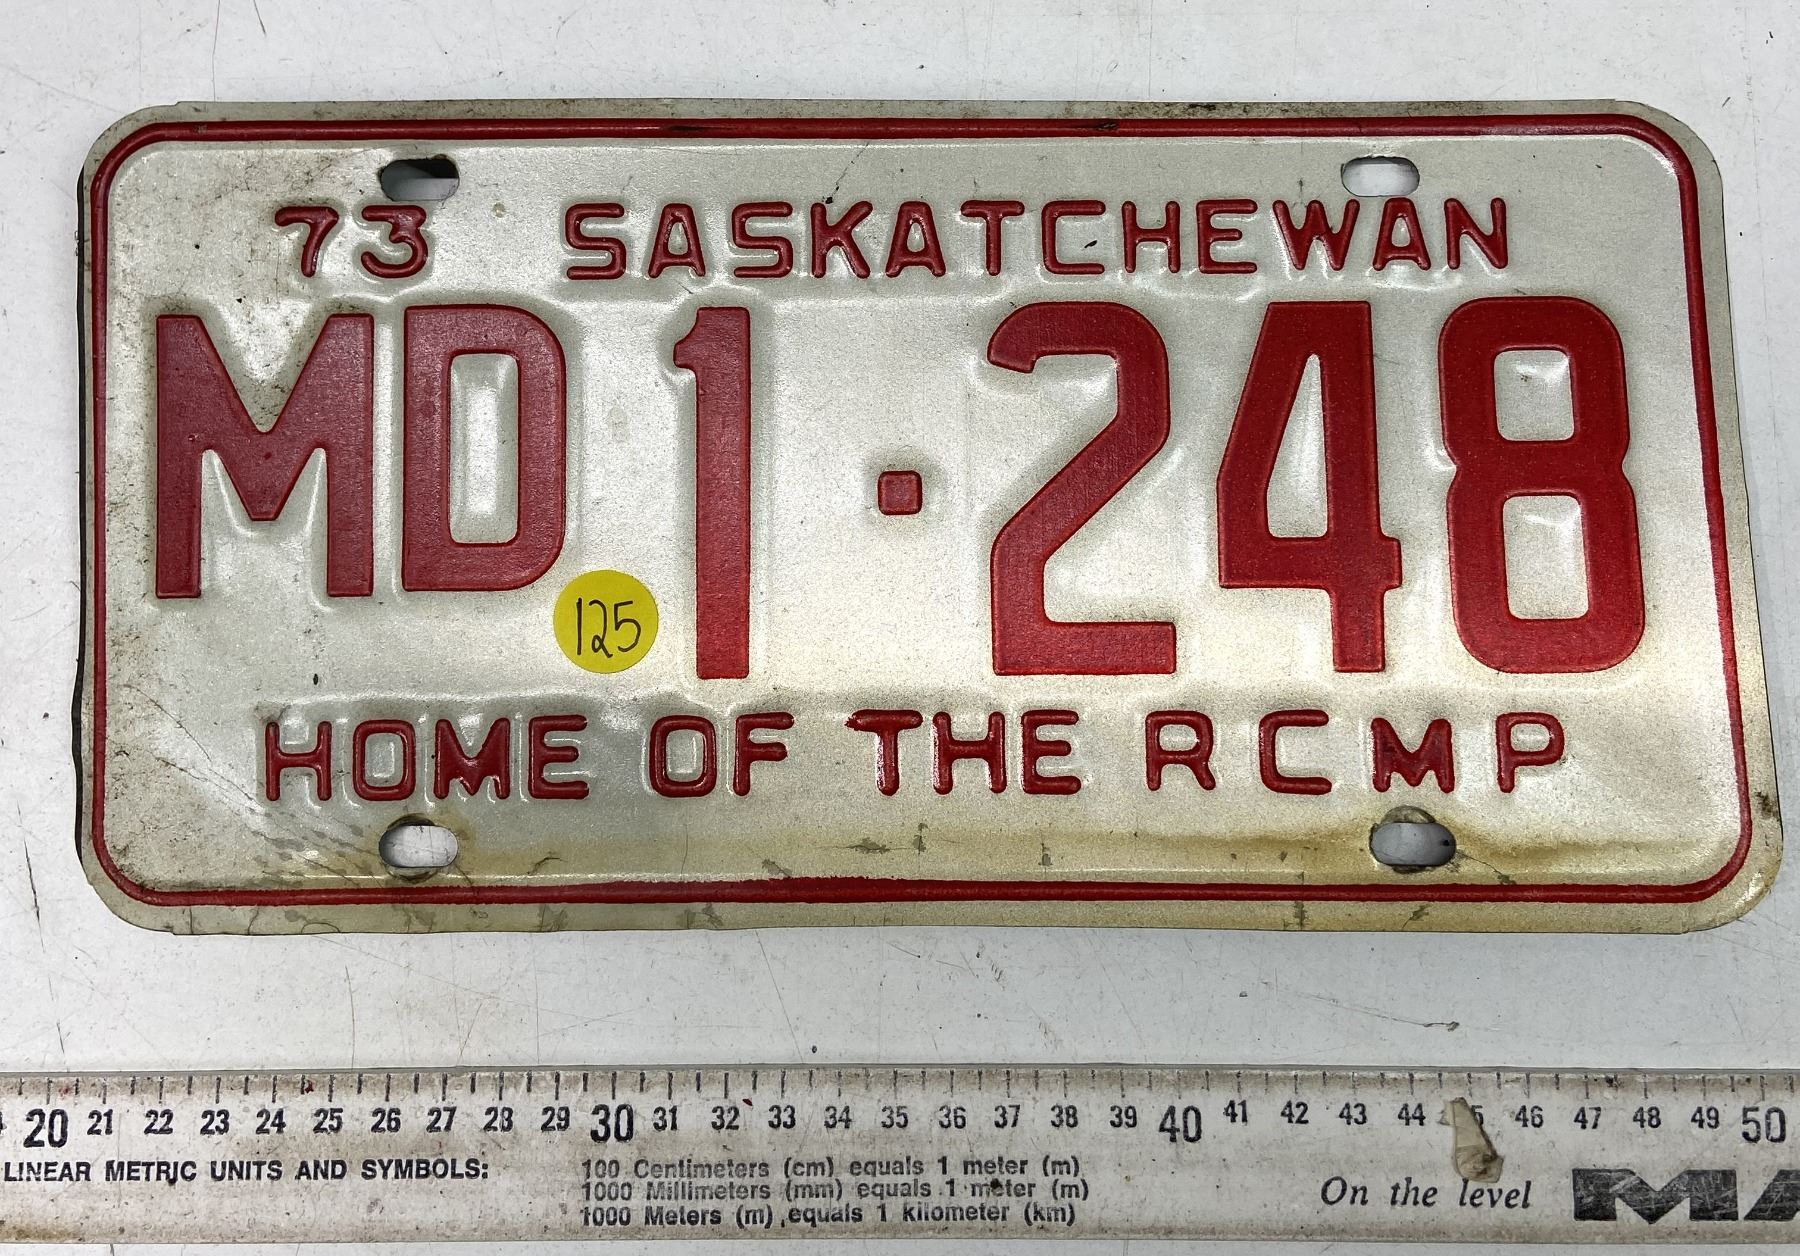 73 SASKATCHEWAN
MD 1·248
125
HOME OF THE RCMP
20 21 22 23 24 25 26 27 28 29 30 31 32 33 34 35 36 37 38 39 40 41 42 43 44 46 47 48 49 50
LINEAR METRIC UNITS AND SYMBOLS:
100 Centimeters (cm) equals 1 meter (m)
1000 Millimeters (mm) equals 1 meter (m)
1000 Meters (m) equals 1 kilometer (km)
On the level